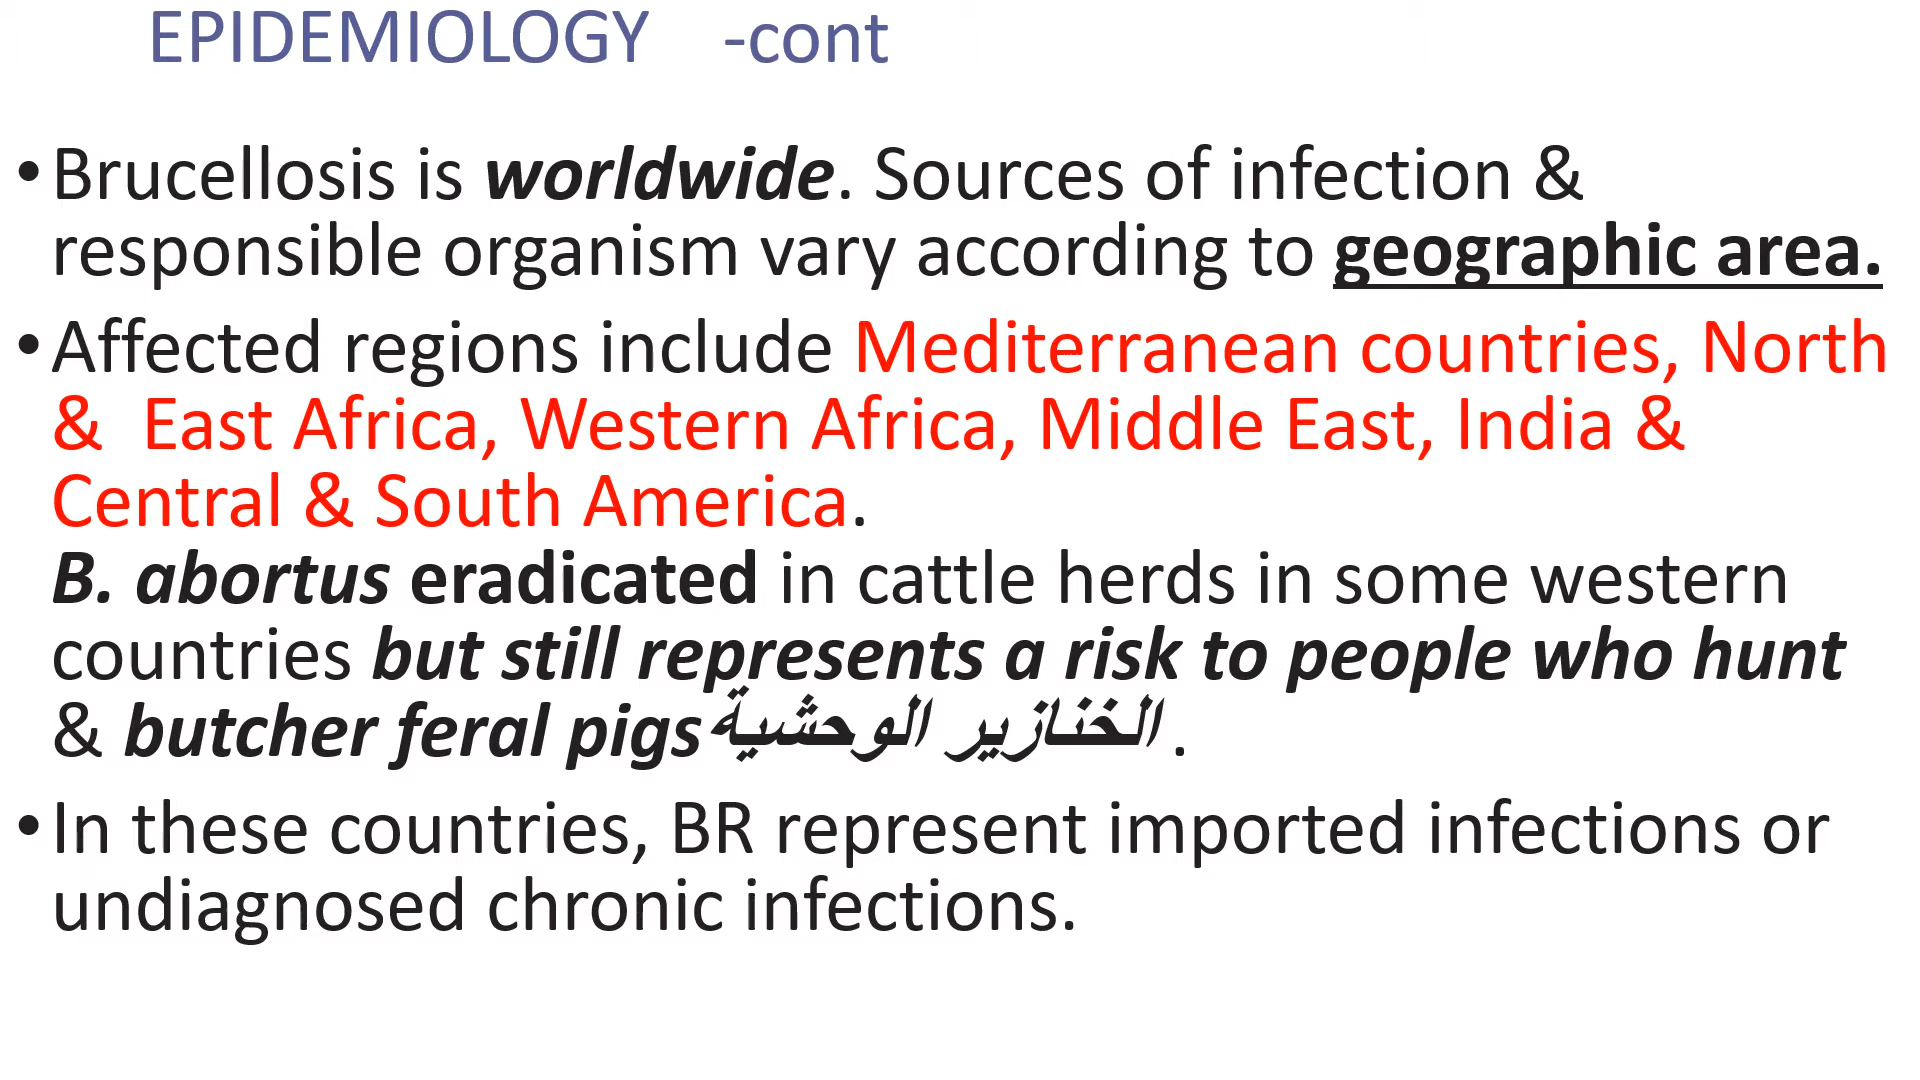 EPIDEMIOLOGY -cont
•Brucellosis is worldwide. Sources of infection &
responsible organism vary according to geographic area.
•Affected regions include Mediterranean countries, North
& East Africa, Western Africa, Middle East, India &
Central & South America.
B. abortus eradicated in cattle herds in some western
countries but still represents a risk to people who hunt
& butcher feral pigs الخنازير الوحشية.
•In these countries, BR represent imported infections or
undiagnosed chronic infections.